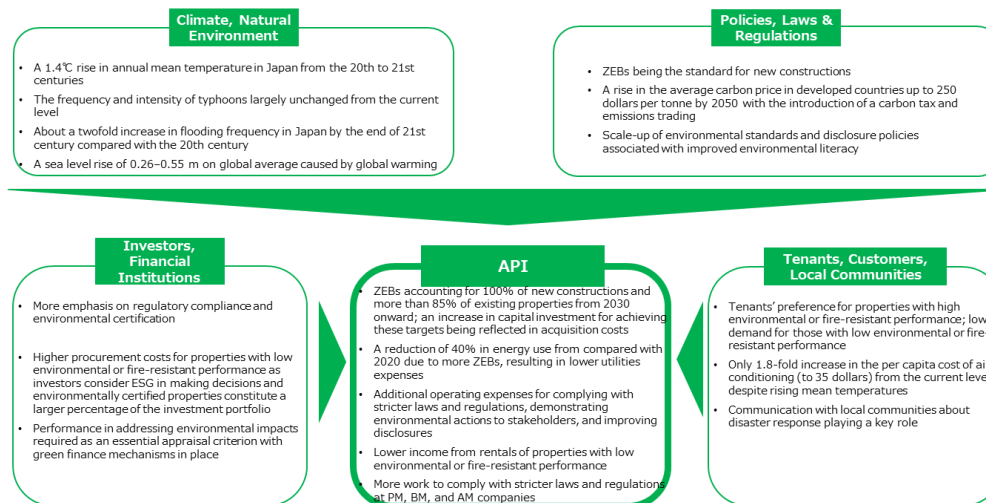 Climate, Natural
Environment
• A 1.4℃ rise in annual mean temperature in Japan from the 20th to 21st
centuries
• The frequency and intensity of typhoons largely unchanged from the current
level
• About a twofold increase in flooding frequency in Japan by the end of 21st
century compared with the 20th century
• A sea level rise of 0.26–0.55 m on global average caused by global warming
Policies, Laws &
Regulations
• ZEBs being the standard for new constructions
• A rise in the average carbon price in developed countries up to 250
dollars per tonne by 2050 with the introduction of a carbon tax and
emissions trading
• Scale-up of environmental standards and disclosure policies
associated with improved environmental literacy
Investors,
Financial
Institutions
• More emphasis on regulatory compliance and
environmental certification
• Higher procurement costs for properties with low
environmental or fire-resistant performance as
investors consider ESG in making decisions and
environmentally certified properties constitute a
larger percentage of the investment portfolio
• Performance in addressing environmental impacts
required as an essential appraisal criterion with
green finance mechanisms in place
API
• ZEBs accounting for 100% of new constructions and
more than 85% of existing properties from 2030
onward; an increase in capital investment for achieving
these targets being reflected in acquisition costs
• A reduction of 40% in energy use from compared with
2020 due to more ZEBs, resulting in lower utilities
expenses
• Additional operating expenses for complying with
stricter laws and regulations, demonstrating
environmental actions to stakeholders, and improving
disclosures
• Lower income from rentals of properties with low
environmental or fire-resistant performance
• More work to comply with stricter laws and regulations
at PM, BM, and AM companies
Tenants, Customers,
Local Communities
• Tenants' preference for properties with high
environmental or fire-resistant performance; low
demand for those with low environmental or fire-
resistant performance
• Only 1.8-fold increase in the per capita cost of ai
conditioning (to 35 dollars) from the current leve
despite rising mean temperatures
• Communication with local communities about
disaster response playing a key role